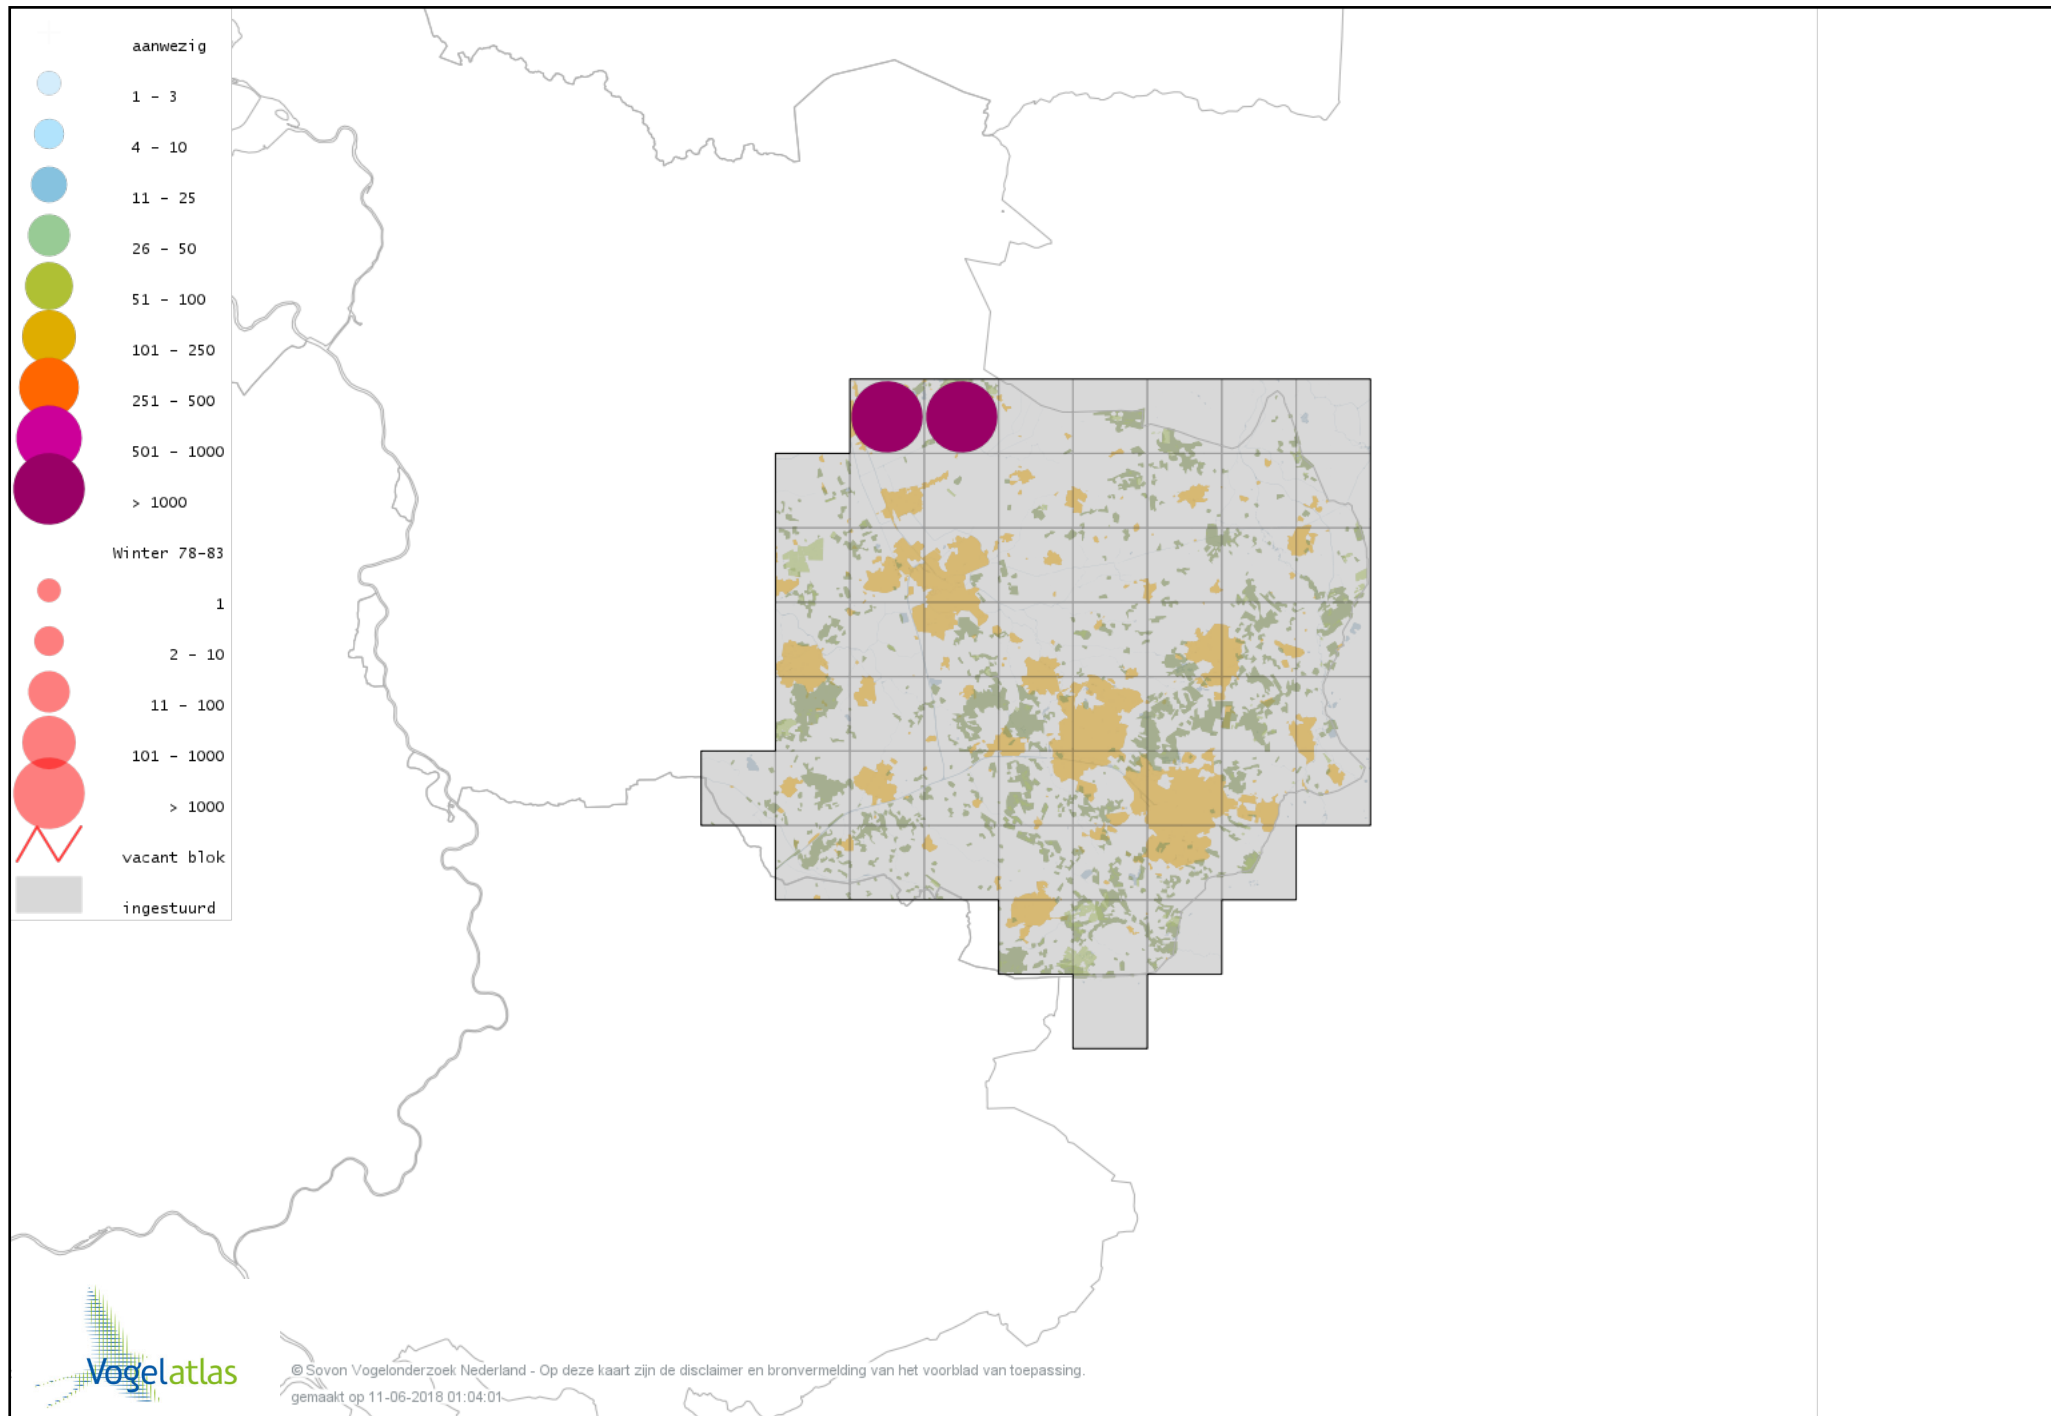 aanwezig
1 - 3
4 - 10
11 - 25
26 - 50
51 - 100
101 - 250
251 - 500
501 - 1000
> 1000
Winter 78-83
1
2 - 10
11 - 100
101 - 1000
> 1000
vacant blok
ingestuurd
Vogelatlas
© Sovon Vogelonderzoek Nederland - Op deze kaart zijn de disclaimer en bronvermelding van het voorblad van toepassing.
gemaakt op 11-06-2018 01:04:01